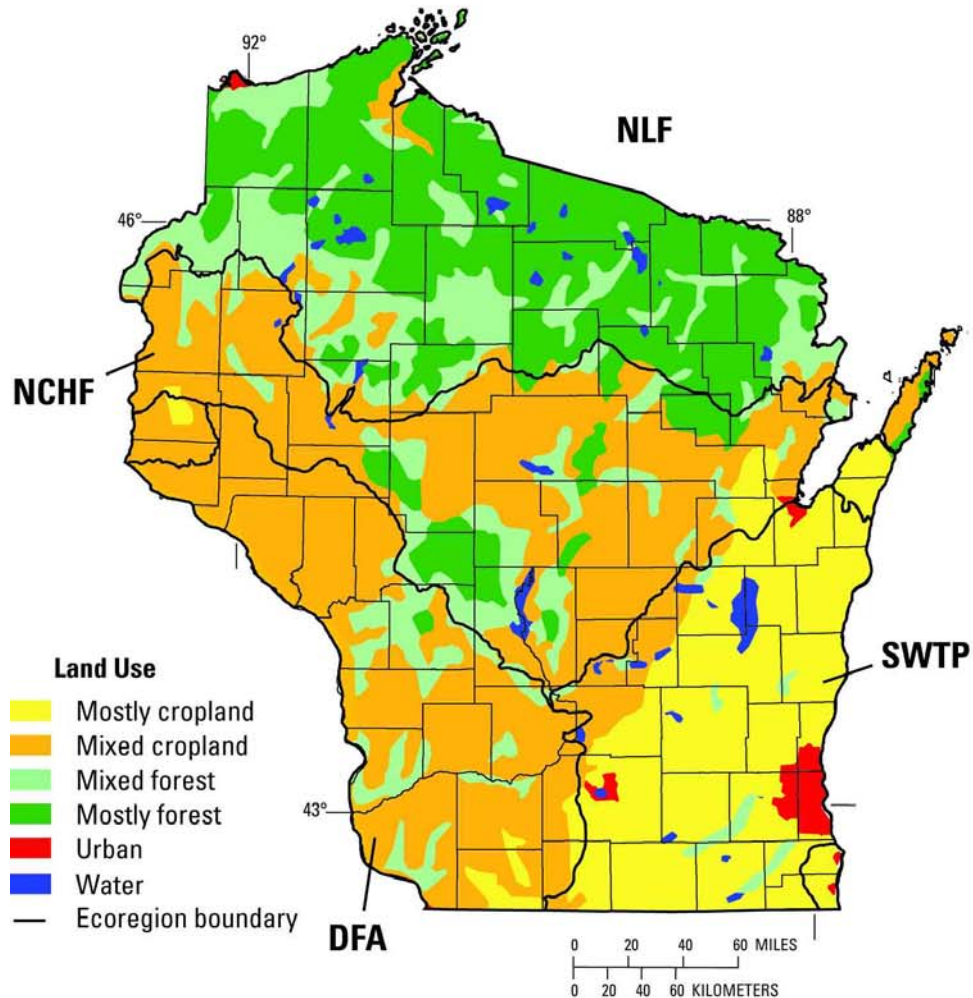 92°
NLF
46°
88°
NCHF
SWTP
Land Use
Mostly cropland
Mixed cropland
Mixed forest
Mostly forest
Urban
Water
Ecoregion boundary
43°
DFA
0 20 40 60 MILES
0 20 40 60 KILOMETERS